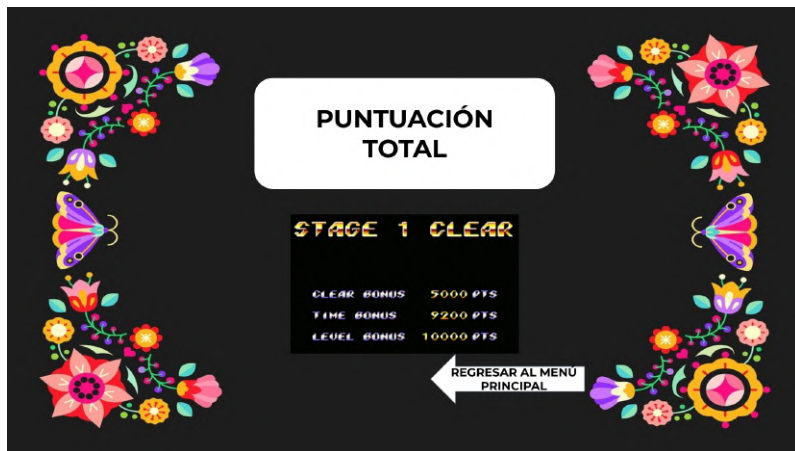 PUNTUACIÓN
TOTAL
STAGE 1 CLEAR
CLEAR BONUS 5000 PTS
TIME BONUS 9200 PTS
LEVEL BONUS 10000 PTS
REGRESAR AL MENÚ
PRINCIPAL